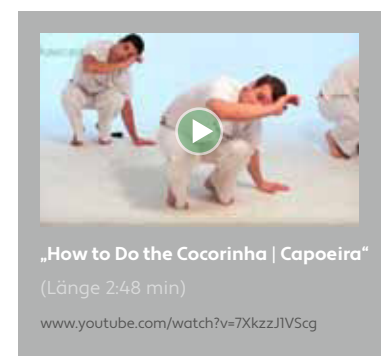 „How to Do the Cocorinha | Capoeira“
(Länge 2:48 min)
www.youtube.com/watch?v=7XkzzJ1VScg